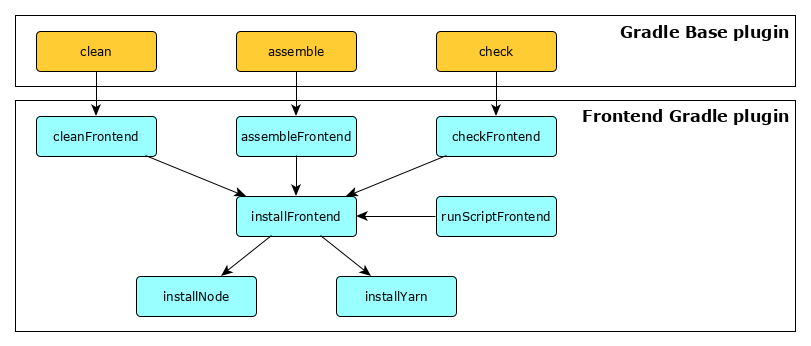 Gradle Base plugin
clean
assemble
check
Frontend Gradle plugin
cleanFrontend
assembleFrontend
checkFrontend
installFrontend
runScriptFrontend
installNode
installYarn